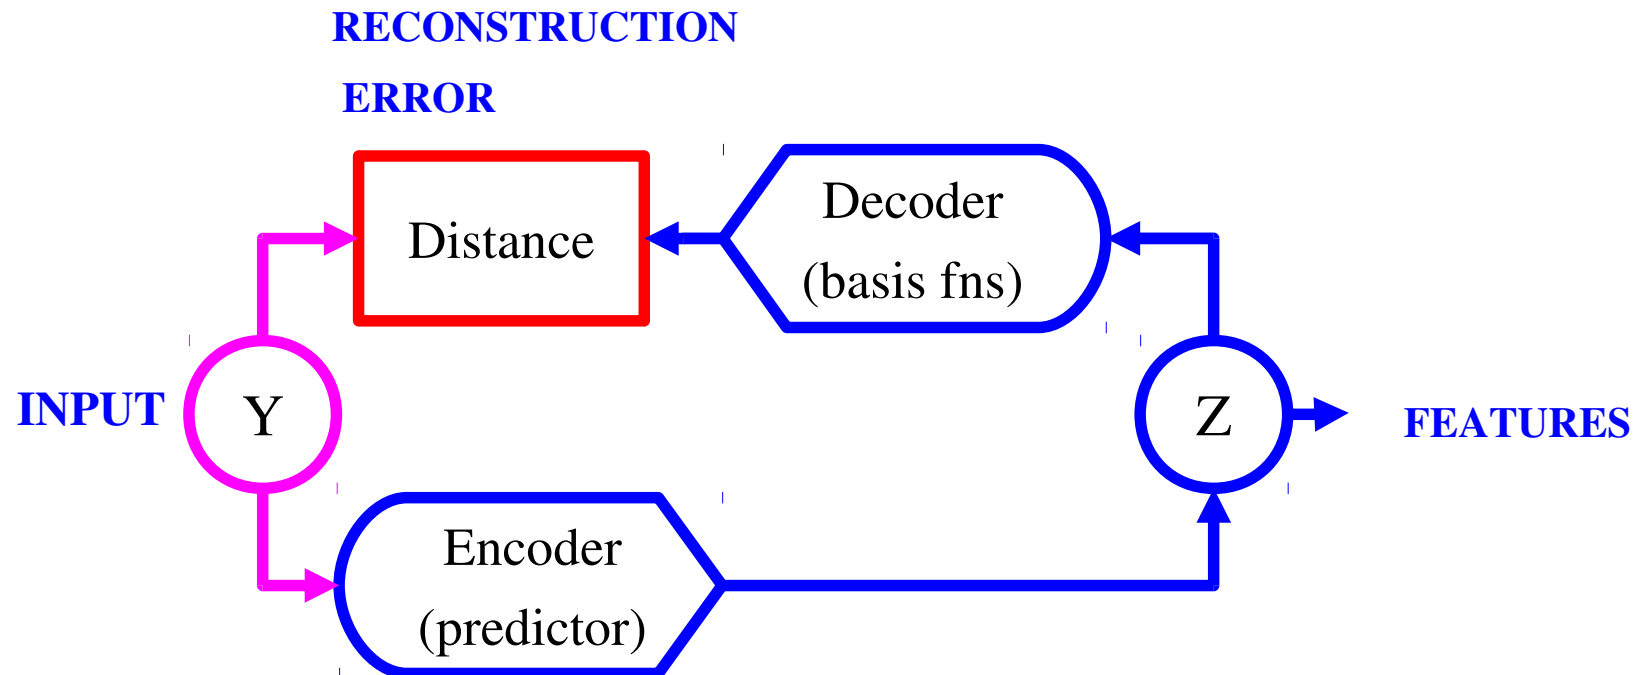 RECONSTRUCTION
ERROR
Distance
Decoder
(basis fns)
INPUT
Y
Z
FEATURES
Encoder
(predictor)